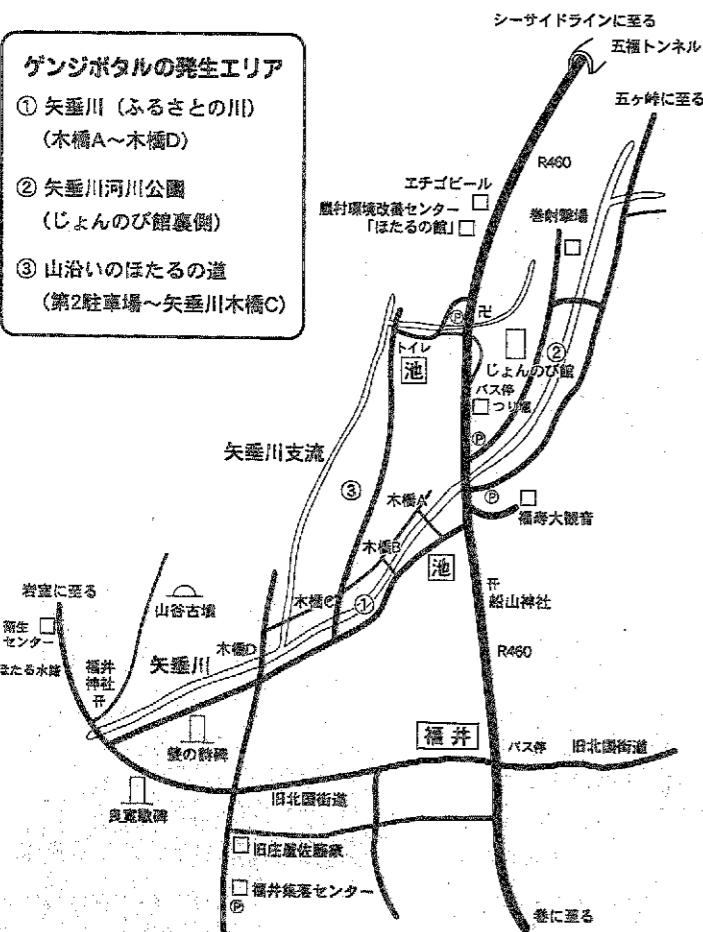 シーサイドラインに至る
五福トンネル
ゲンジボタルの発生エリア
① 矢垂川（ふるさとの川）
（木橋A～木橋D）
② 矢垂川河川公園
（じょんのび館裏側）
③ 山沿いのほたるの道
（第2駐車場～矢垂川木橋C）
五ヶ峠に至る
R460
エチゴビール
農村環境改善センター
「ほたるの館」
巻射撃場
Ⓟ
卍
トイレ
池
じょんのび館
②
バス停
つり堀
Ⓟ
矢垂川支流
③
木橋A
Ⓟ
福寿大観音
木橋B
池
岩室に至る
山谷古墳
木橋C
①
船山神社
衛生
センター
ほたる水路
福井
神社
矢垂川
木橋D
R460
福井
バス停
旧北国街道
良寛歌碑
旧北国街道
旧庄屋佐藤家
福井集落センター
Ⓟ
巻に至る